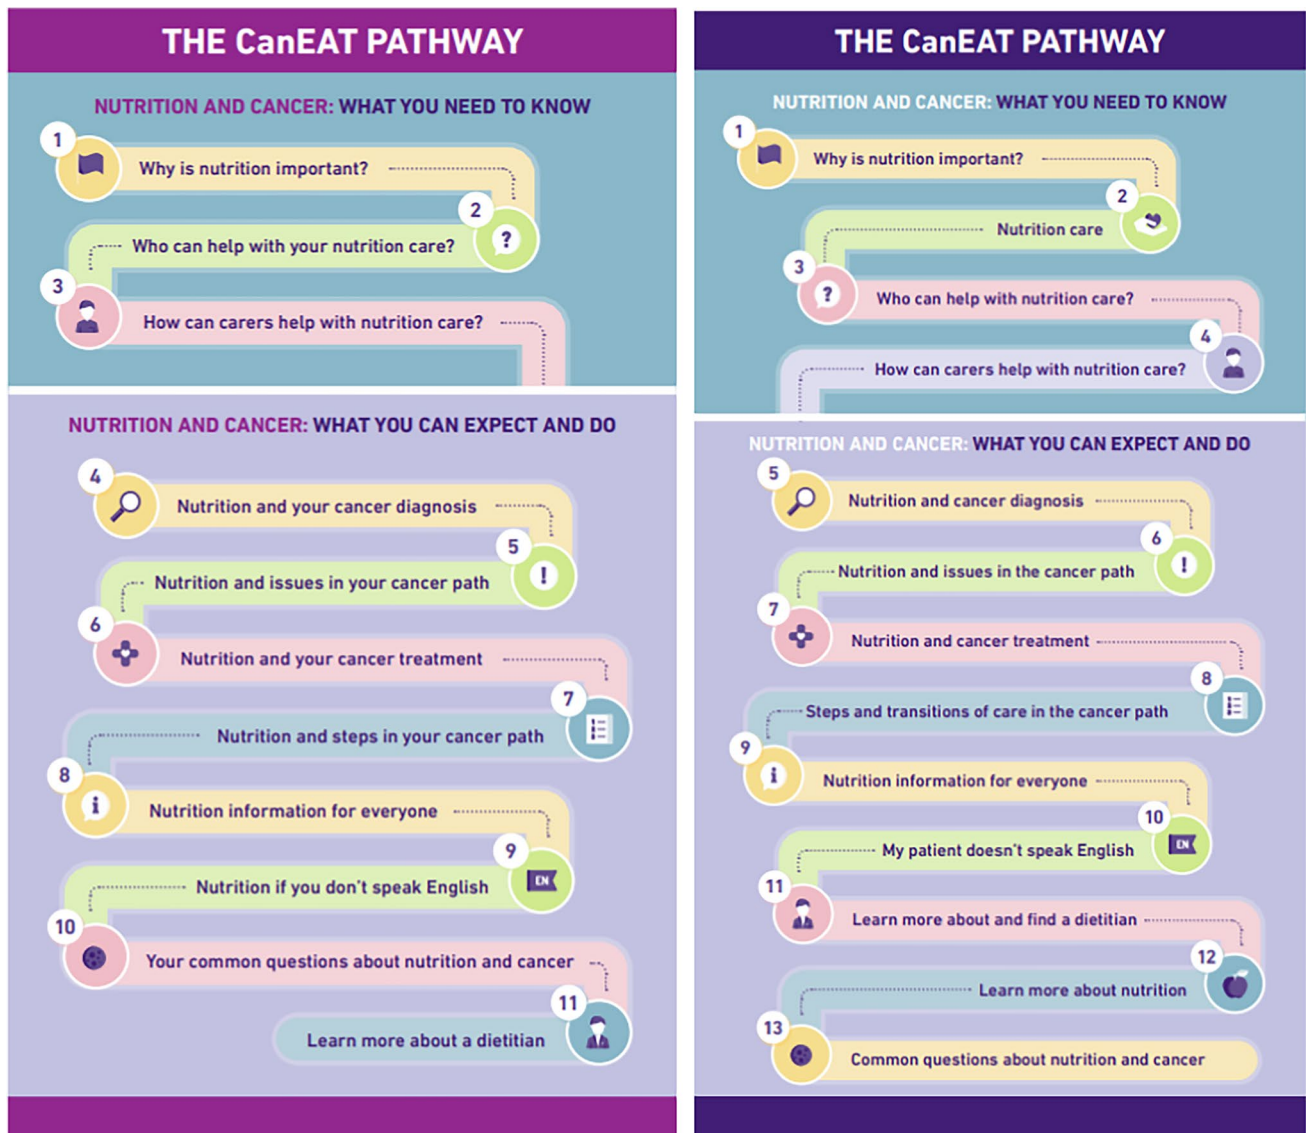 THE CanEAT PATHWAY
NUTRITION AND CANCER: WHAT YOU NEED TO KNOW
1
Why is nutrition important?
2
?
Who can help with your nutrition care?
3
How can carers help with nutrition care?
NUTRITION AND CANCER: WHAT YOU CAN EXPECT AND DO
4
Nutrition and your cancer diagnosis
5
!
Nutrition and issues in your cancer path
6
Nutrition and your cancer treatment
7
Nutrition and steps in your cancer path
8
i
Nutrition information for everyone
9
EN
Nutrition if you don't speak English
10
Your common questions about nutrition and cancer
11
Learn more about a dietitian
THE CanEAT PATHWAY
NUTRITION AND CANCER: WHAT YOU NEED TO KNOW
1
Why is nutrition important?
2
Nutrition care
3
?
Who can help with nutrition care?
4
How can carers help with nutrition care?
NUTRITION AND CANCER: WHAT YOU CAN EXPECT AND DO
5
Nutrition and cancer diagnosis
6
!
Nutrition and issues in the cancer path
7
Nutrition and cancer treatment
8
Steps and transitions of care in the cancer path
9
i
Nutrition information for everyone
10
EN
My patient doesn't speak English
11
Learn more about and find a dietitian
12
Learn more about nutrition
13
Common questions about nutrition and cancer